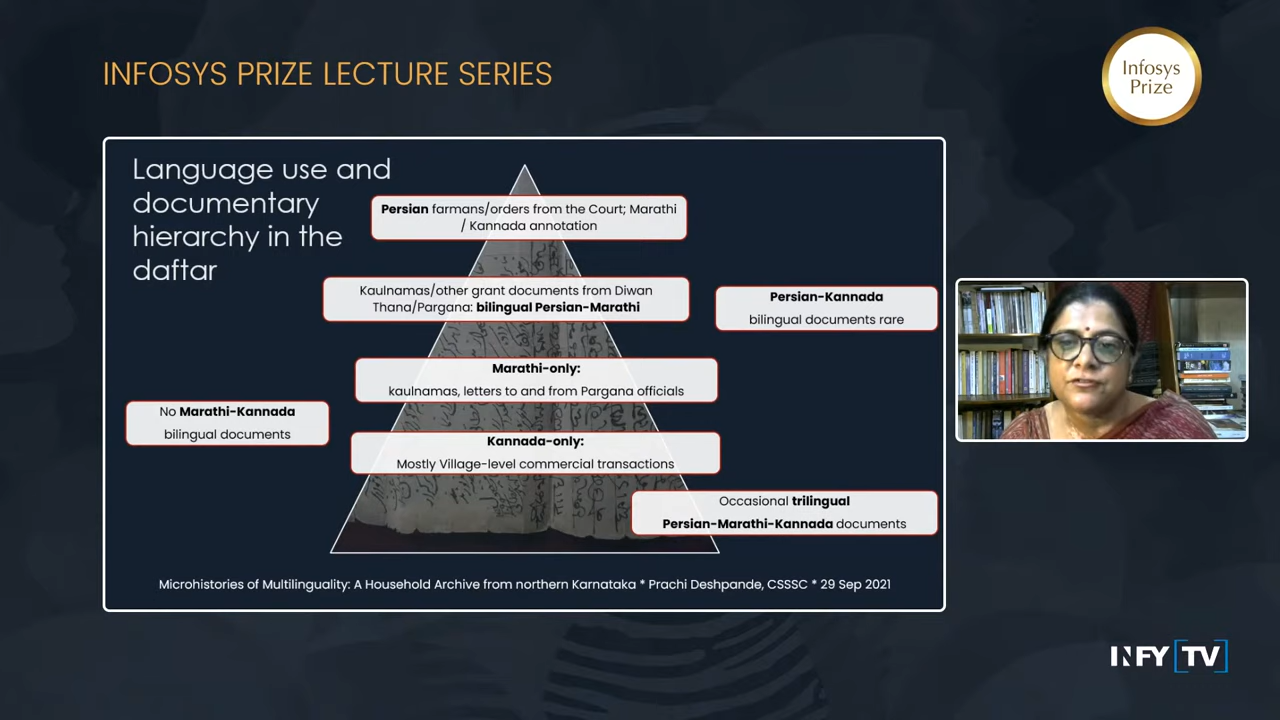 INFOSYS PRIZE LECTURE SERIES
Infosys
Prize
Language use and
documentary
hierarchy in the
daftar
Persian farmans/orders from the Court; Marathi
/ Kannada annotation
Kaulnamas/other grant documents from Diwan
Thana/Pargana: bilingual Persian-Marathi
Persian-Kannada
bilingual documents rare
Marathi-only:
kaulnamas, letters to and from Pargana officials
No Marathi-Kannada
bilingual documents
Kannada-only:
Mostly Village-level commercial transactions
Occasional trilingual
Persian-Marathi-Kannada documents
Microhistories of Multilinguality: A Household Archive from northern Karnataka * Prachi Deshpande, CSSSC * 29 Sep 2021
INFY[TV]